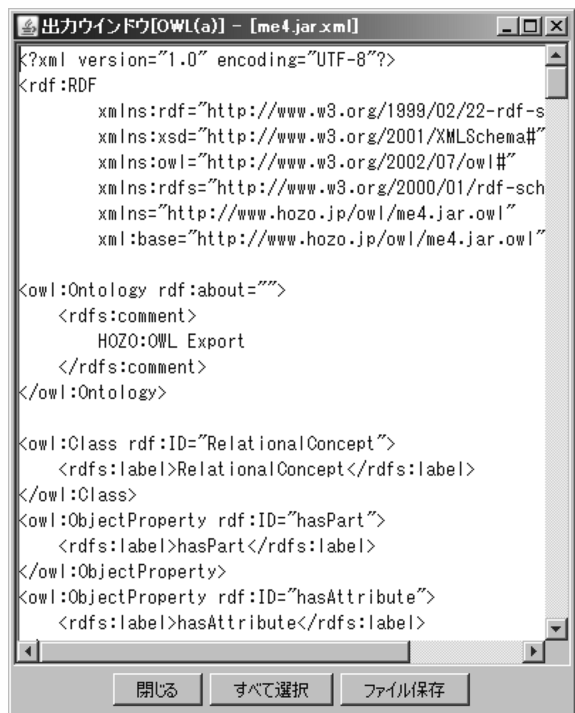 出力ウインドウ[OWL(a)] - [me4.jar.xml]
<?xml version="1.0" encoding="UTF-8"?>
<rdf:RDF
xmlns:rdf="http://www.w3.org/1999/02/22-rdf-s
xmlns:xsd="http://www.w3.org/2001/XMLSchema#"
xmlns:owl="http://www.w3.org/2002/07/owl#"
xmlns:rdfs="http://www.w3.org/2000/01/rdf-sch
xmlns="http://www.hozo.jp/owl/me4.jar.owl"
xml:base="http://www.hozo.jp/owl/me4.jar.owl"
<owl:Ontology rdf:about="">
<rdfs:comment>
HOZO:OWL Export
</rdfs:comment>
</owl:Ontology>
<owl:Class rdf:ID="RelationalConcept">
<rdfs:label>RelationalConcept</rdfs:label>
</owl:Class>
<owl:ObjectProperty rdf:ID="hasPart">
<rdfs:label>hasPart</rdfs:label>
</owl:ObjectProperty>
<owl:ObjectProperty rdf:ID="hasAttribute">
<rdfs:label>hasAttribute</rdfs:label>
閉じる すべて選択 ファイル保存